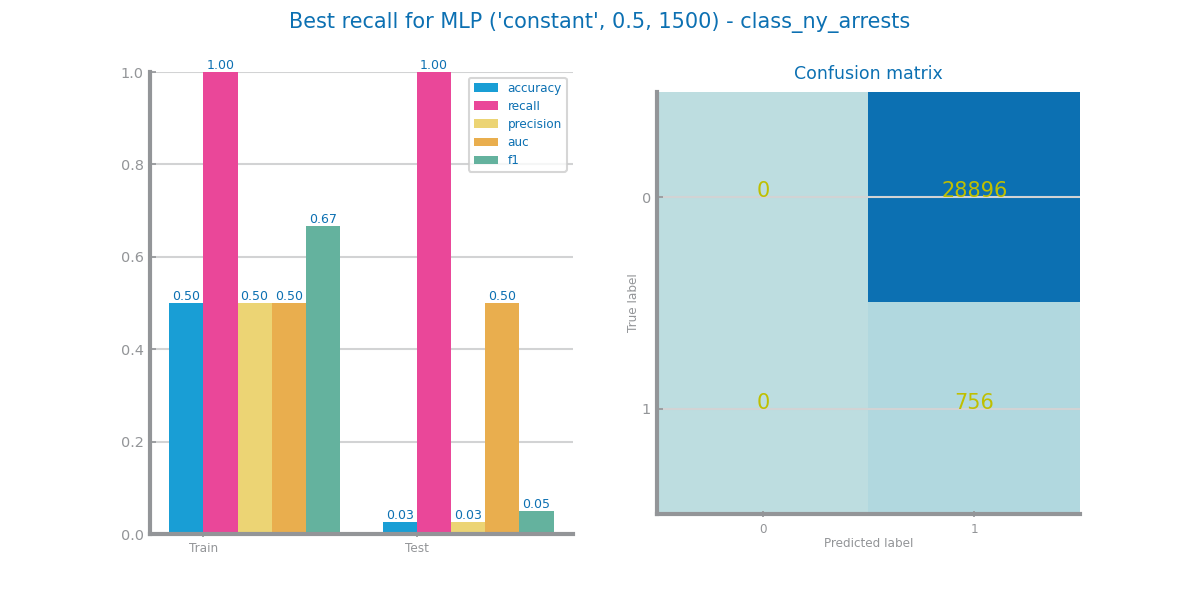 Best recall for MLP ('constant', 0.5, 1500) - class_ny_arrests
1.0
0.8
0.6
0.4
0.2
0.0
0.50
1.00
0.50
0.50
0.67
0.03
1.00
0.03
0.50
0.05
accuracy
recall
precision
auc
f1
Train
Test
Confusion matrix
True label
0
1
0
28896
0
756
0
1
Predicted label